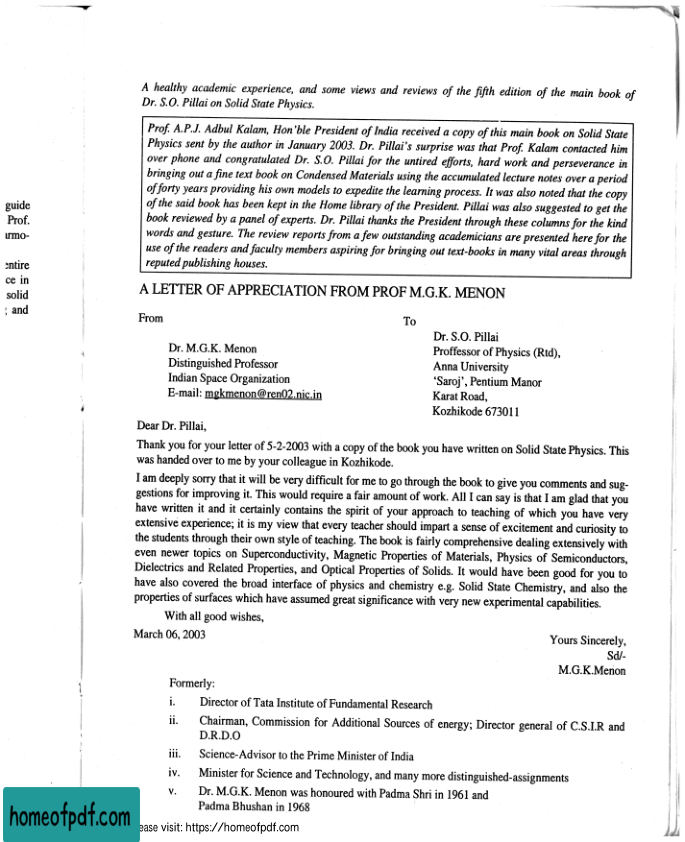 A healthy academic experience, and some views and reviews of the fifth edition of the main book of
Dr. S.O. Pillai on Solid State Physics.
Prof. A.P.J. Adbul Kalam, Hon'ble President of India received a copy of this main book on Solid State
Physics sent by the author in January 2003. Dr. Pillai's surprise was that Prof. Kalam contacted him
over phone and congratulated Dr. S.O. Pillai for the untired efforts, hard work and perseverance in
bringing out a fine text book on Condensed Materials using the accumulated lecture notes over a period
of forty years providing his own models to expedite the learning process. It was also noted that the copy
of the said book has been kept in the Home library of the President. Pillai was also suggested to get the
book reviewed by a panel of experts. Dr. Pillai thanks the President through these columns for the kind
words and gesture. The review reports from a few outstanding academicians are presented here for the
use of the readers and faculty members aspiring for bringing out text-books in many vital areas through
reputed publishing houses.
guide
Prof.
entire
ce in
solid
; and
A LETTER OF APPRECIATION FROM PROF M.G.K. MENON
From
Dr. M.G.K. Menon
Distinguished Professor
Indian Space Organization
E-mail: mgkmenon@ren02.nic.in
To
Dr. S.O. Pillai
Proffessor of Physics (Rtd),
Anna University
'Saroj', Pentium Manor
Karat Road,
Kozhikode 673011
Dear Dr. Pillai,
Thank you for your letter of 5-2-2003 with a copy of the book you have written on Solid State Physics. This
was handed over to me by your colleague in Kozhikode.
I am deeply sorry that it will be very difficult for me to go through the book to give you comments and sug-
gestions for improving it. This would require a fair amount of work. All I can say is that I am glad that you
have written it and it certainly contains the spirit of your approach to teaching of which you have very
extensive experience; it is my view that every teacher should impart a sense of excitement and curiosity to
the students through their own style of teaching. The book is fairly comprehensive dealing extensively with
even newer topics on Superconductivity, Magnetic Properties of Materials, Physics of Semiconductors,
Dielectrics and Related Properties, and Optical Properties of Solids. It would have been good for you to
have also covered the broad interface of physics and chemistry e.g. Solid State Chemistry, and also the
properties of surfaces which have assumed great significance with very new experimental capabilities.
With all good wishes,
March 06, 2003
Yours Sincerely,
Sd/-
M.G.K.Menon
Formerly:
i. Director of Tata Institute of Fundamental Research
ii. Chairman, Commission for Additional Sources of energy; Director general of C.S.I.R and
D.R.D.O
iii. Science-Advisor to the Prime Minister of India
iv. Minister for Science and Technology, and many more distinguished-assignments
v. Dr. M.G.K. Menon was honoured with Padma Shri in 1961 and
Padma Bhushan in 1968
homeofpdf.com
ease visit: https://homeofpdf.com